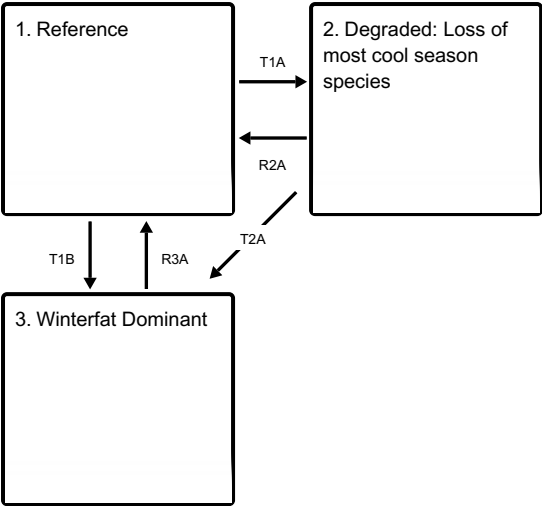 1. Reference
2. Degraded: Loss of
most cool season
species
T1A
R2A
T2A
T1B
R3A
3. Winterfat Dominant